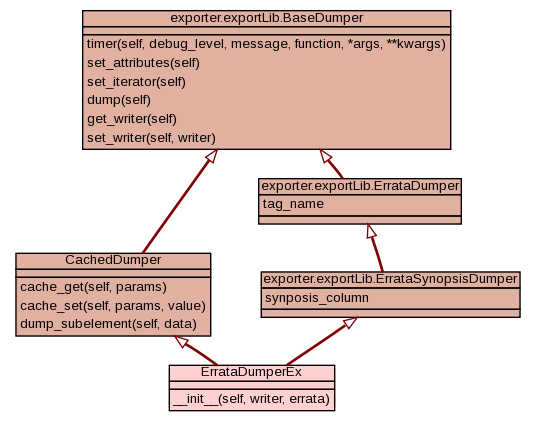 exporter.exportLib.BaseDumper
timer(self, debug_level, message, function, *args, **kwargs)
set_attributes(self)
set_iterator(self)
dump(self)
get_writer(self)
set_writer(self, writer)
exporter.exportLib.ErrataDumper
tag_name
CachedDumper
cache_get(self, params)
cache_set(self, params, value)
dump_subelement(self, data)
exporter.exportLib.ErrataSynopsisDumper
synposis_column
ErrataDumperEx
__init__(self, writer, errata)